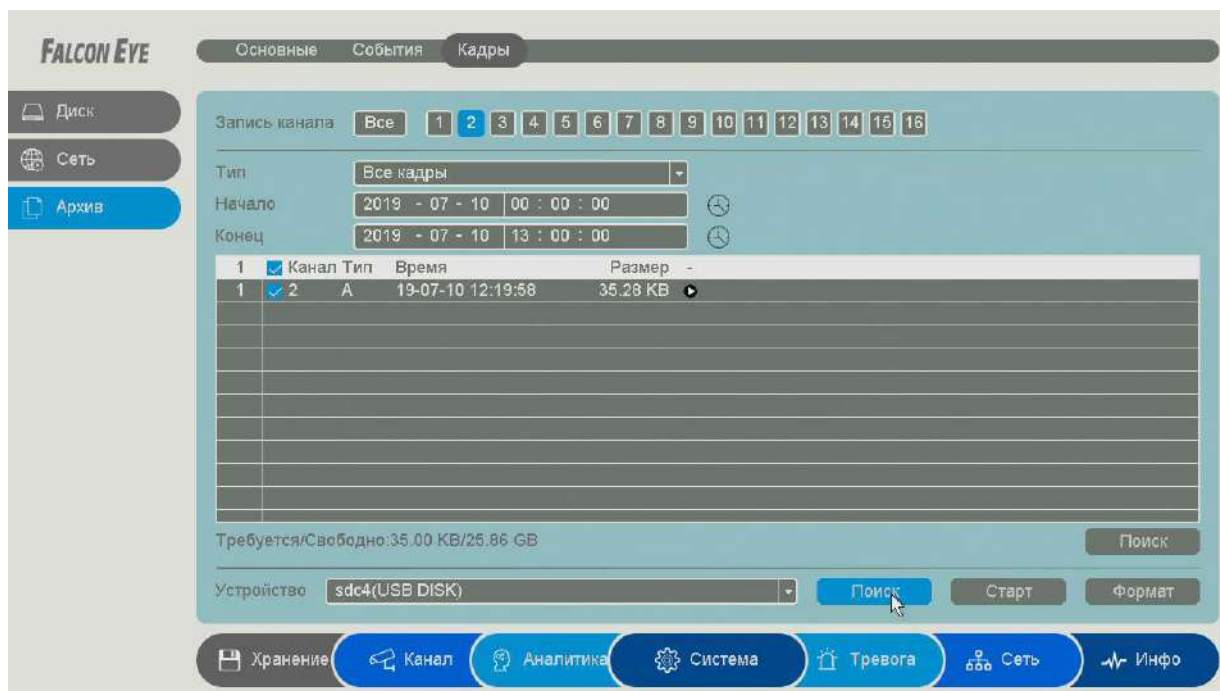 FALCON EYE
Основные События Кадры
Диск
Сеть
Архив
Запись канала Все 1 2 3 4 5 6 7 8 9 10 11 12 13 14 15 16
Тип Все кадры
Начало 2019 - 07 - 10 00 : 00 : 00
Конец 2019 - 07 - 10 13 : 00 : 00
1 Канал Тип Время Размер -
1 2 A 19-07-10 12:19:58 35.28 KB
Требуется/Свободно:35.00 KB/25.86 GB Поиск
Устройство sdc4(USB DISK) Поиск Старт Формат
Хранение Канал Аналитика Система Тревога Сеть Инфо